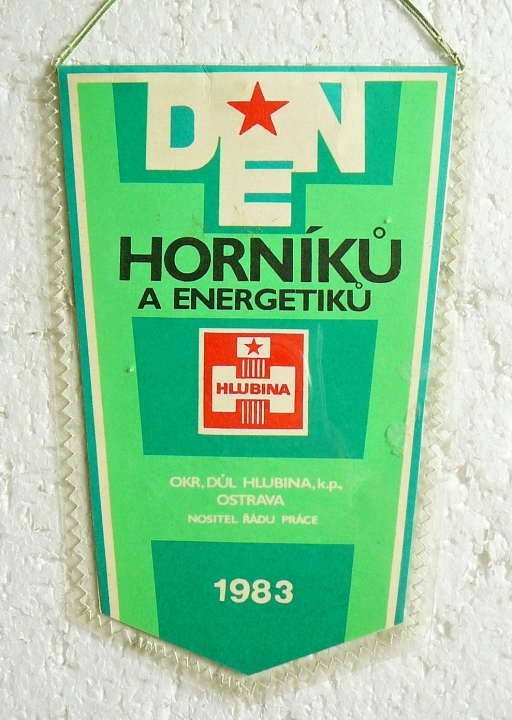 DEN
HORNÍKŮ
A ENERGETIKŮ
HLUBINA
OKR, DŮL HLUBINA, k.p.,
OSTRAVA
NOSITEL ŘÁDU PRÁCE
1983